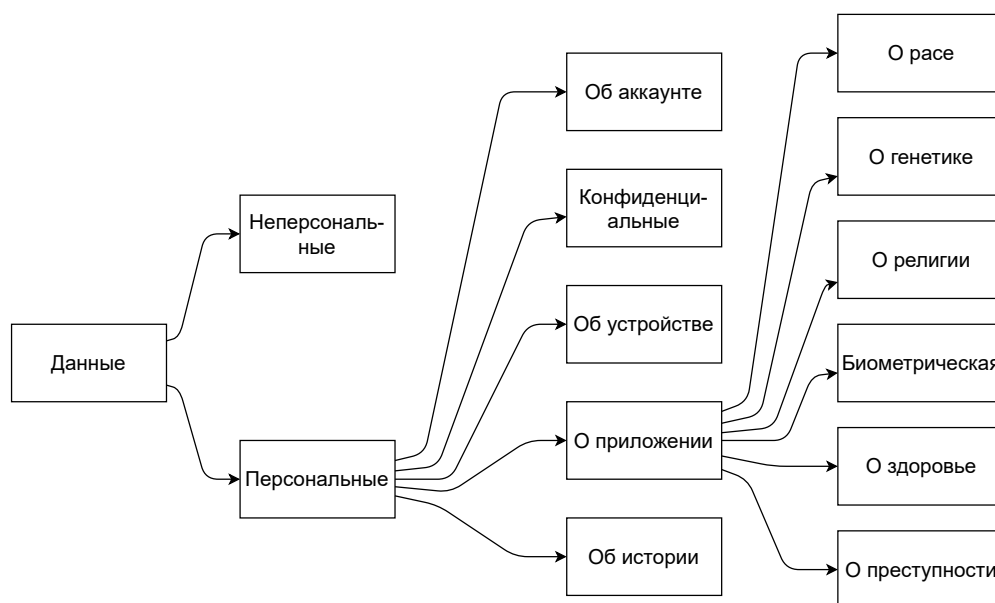 Данные
Неперсональ-
ные
Персональные
Об аккаунте
Конфиденци-
альные
Об устройстве
О приложении
Об истории
О расе
О генетике
О религии
Биометрическая
О здоровье
О преступности